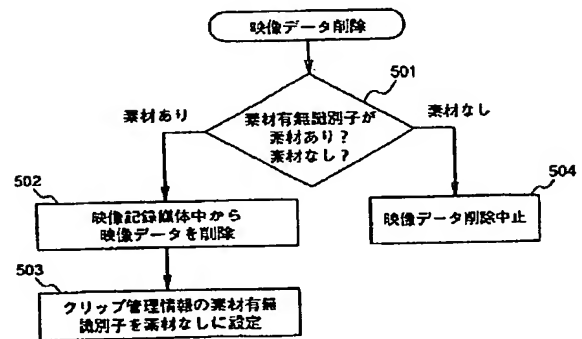 映像データ削除
501
素材あり
素材有無識別子が
素材あり?
素材なし?
素材なし
502
映像記録媒体中から
映像データを削除
504
映像データ削除中止
503
クリップ管理情報の素材有無
識別子を素材なしに設定